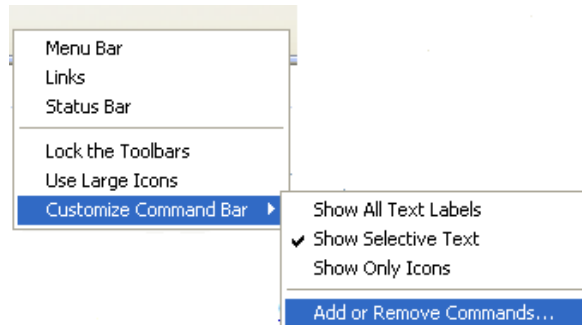 Menu Bar
Links
Status Bar
Lock the Toolbars
Use Large Icons
Customize Command Bar
Show All Text Labels
Show Selective Text
Show Only Icons
Add or Remove Commands...